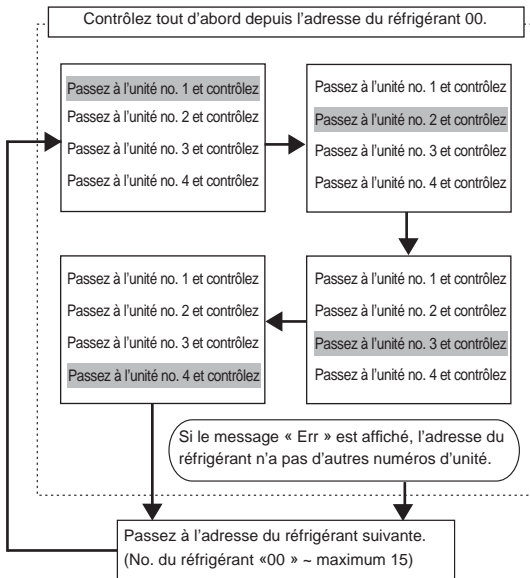 Contrôlez tout d'abord depuis l'adresse du réfrigérant 00.
Passez à l'unité no. 1 et contrôlez
Passez à l'unité no. 2 et contrôlez
Passez à l'unité no. 3 et contrôlez
Passez à l'unité no. 4 et contrôlez
Passez à l'unité no. 1 et contrôlez
Passez à l'unité no. 2 et contrôlez
Passez à l'unité no. 3 et contrôlez
Passez à l'unité no. 4 et contrôlez
Passez à l'unité no. 1 et contrôlez
Passez à l'unité no. 2 et contrôlez
Passez à l'unité no. 3 et contrôlez
Passez à l'unité no. 4 et contrôlez
Passez à l'unité no. 1 et contrôlez
Passez à l'unité no. 2 et contrôlez
Passez à l'unité no. 3 et contrôlez
Passez à l'unité no. 4 et contrôlez
Si le message « Err » est affiché, l'adresse du
réfrigérant n'a pas d'autres numéros d'unité.
Passez à l'adresse du réfrigérant suivante.
(No. du réfrigérant «00 » ~ maximum 15)